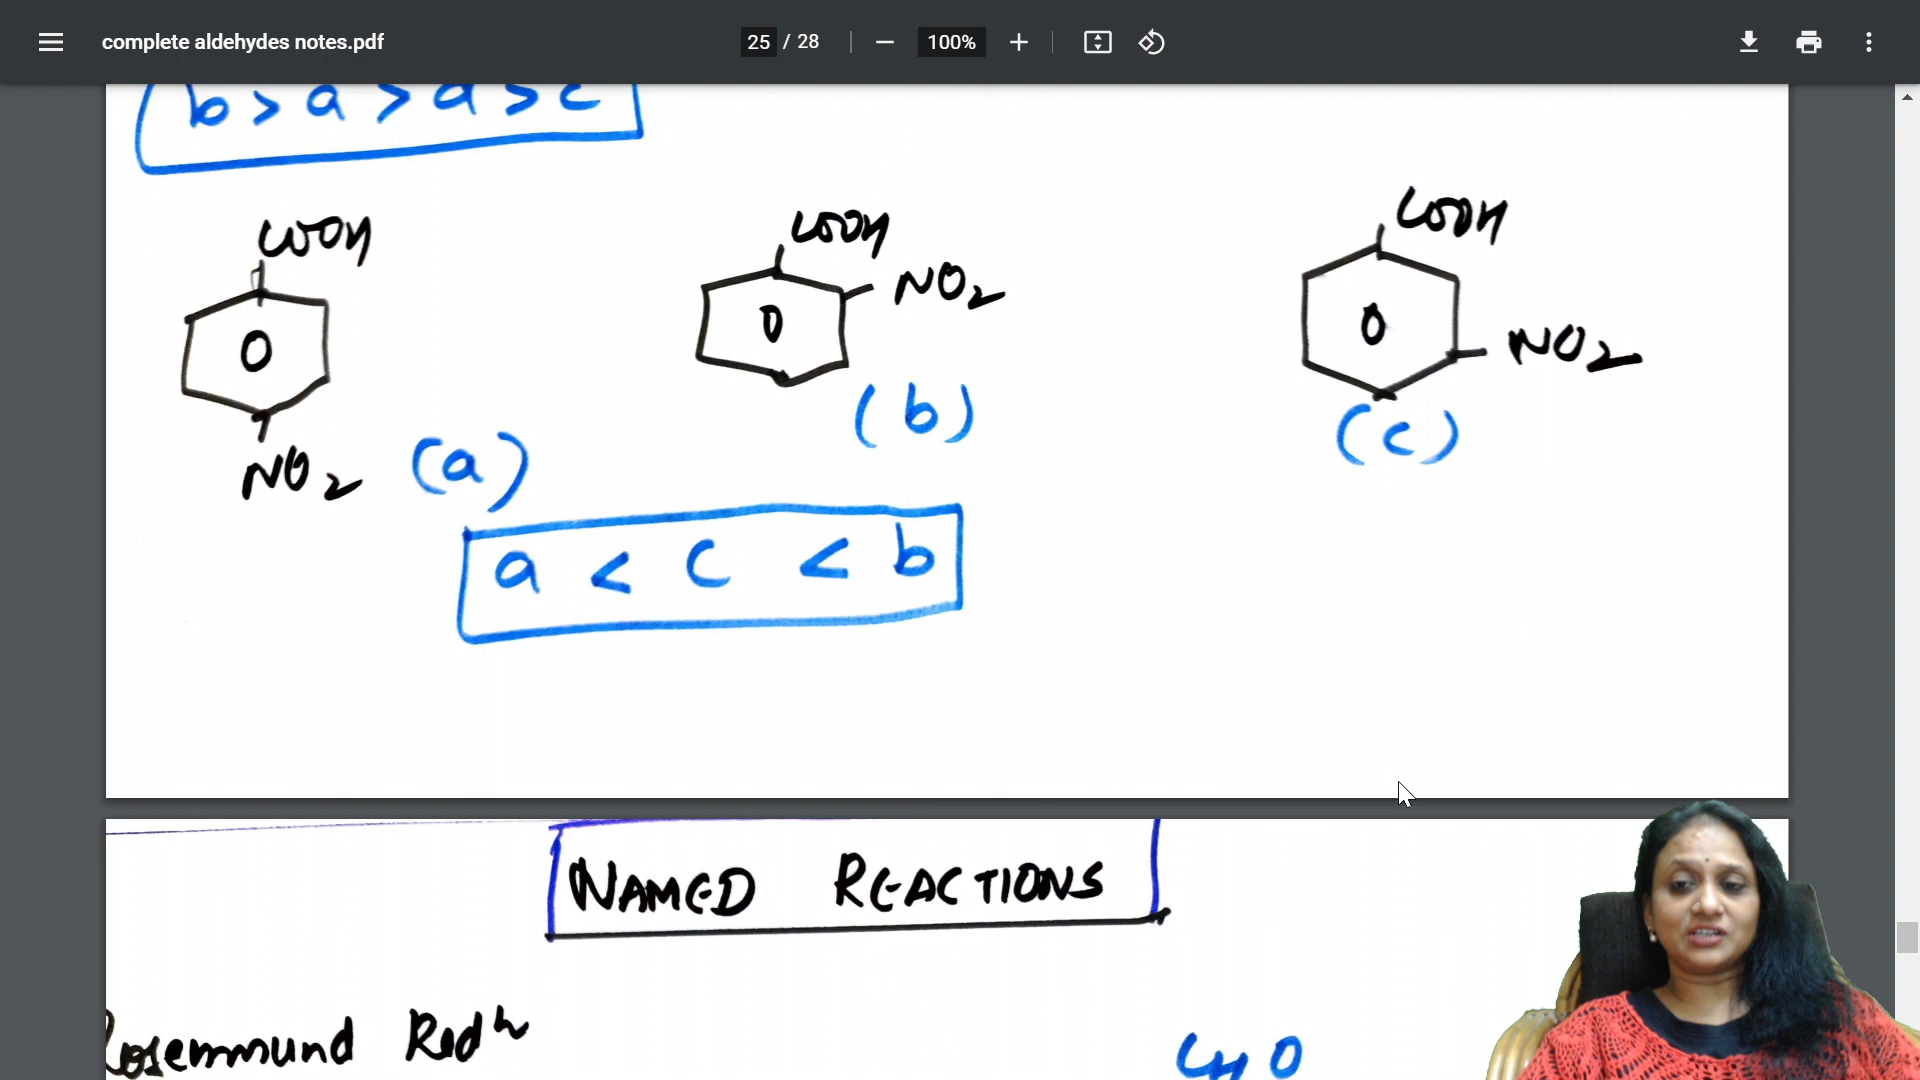 complete aldehydes notes.pdf
25 / 28
100%
b > a > d > c
COOH
NO2 (a)
COOH
NO2
(b)
COOH
NO2
(c)
a < c < b
NAMED REACTIONS
Rosenmund Redn